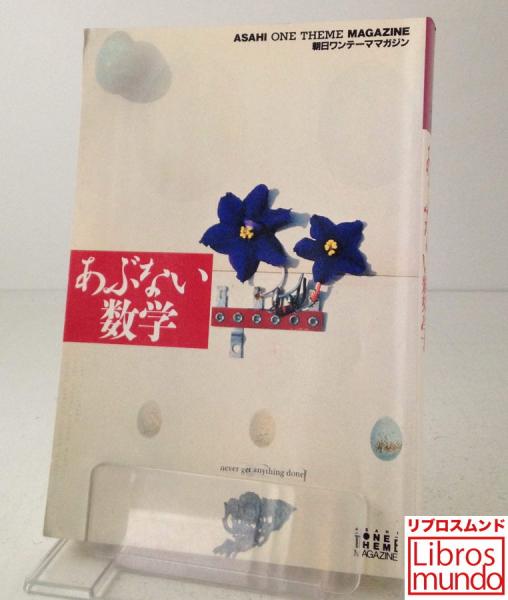 ASAHI ONE THEME MAGAZINE
朝日ワンテーママガジン
あぶない
数学
never get anything done
ASAHI
ONE
THEME
MAGAZINE
リブロスムンド
Libros
mundo